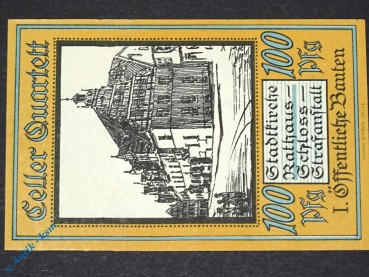 Celler Quartett
100
Pfg
Stadtkirche
Rathaus –
Schloss –
Strafanstalt
100
Pfg
I. Öffentliche Bauten